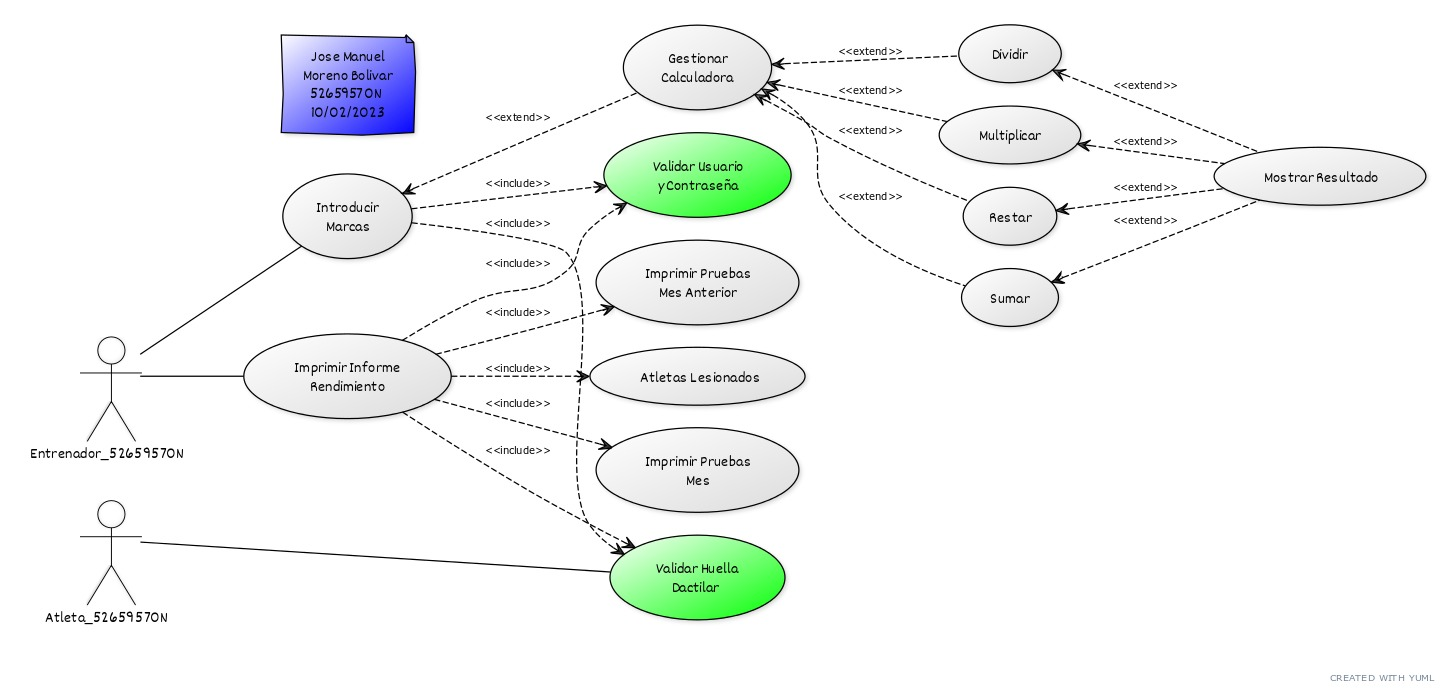 Jose Manuel
Moreno Bolivar
52659570N
10/02/2023
Gestionar
Calculadora
<<extend>>
Dividir
<<extend>>
<<extend>>
<<extend>>
Multiplicar
<<extend>>
<<extend>>
Validar Usuario
y Contraseña
Mostrar Resultado
<<include>>
<<extend>>
<<extend>>
Introducir
Marcas
Restar
<<include>>
<<extend>>
<<include>>
Imprimir Pruebas
Mes Anterior
Sumar
<<include>>
Imprimir Informe
Rendimiento
<<include>>
Atletas Lesionados
<<include>>
Entrenador_52659570N
<<include>>
Imprimir Pruebas
Mes
Validar Huella
Dactilar
Atleta_52659570N
CREATED WITH YUML